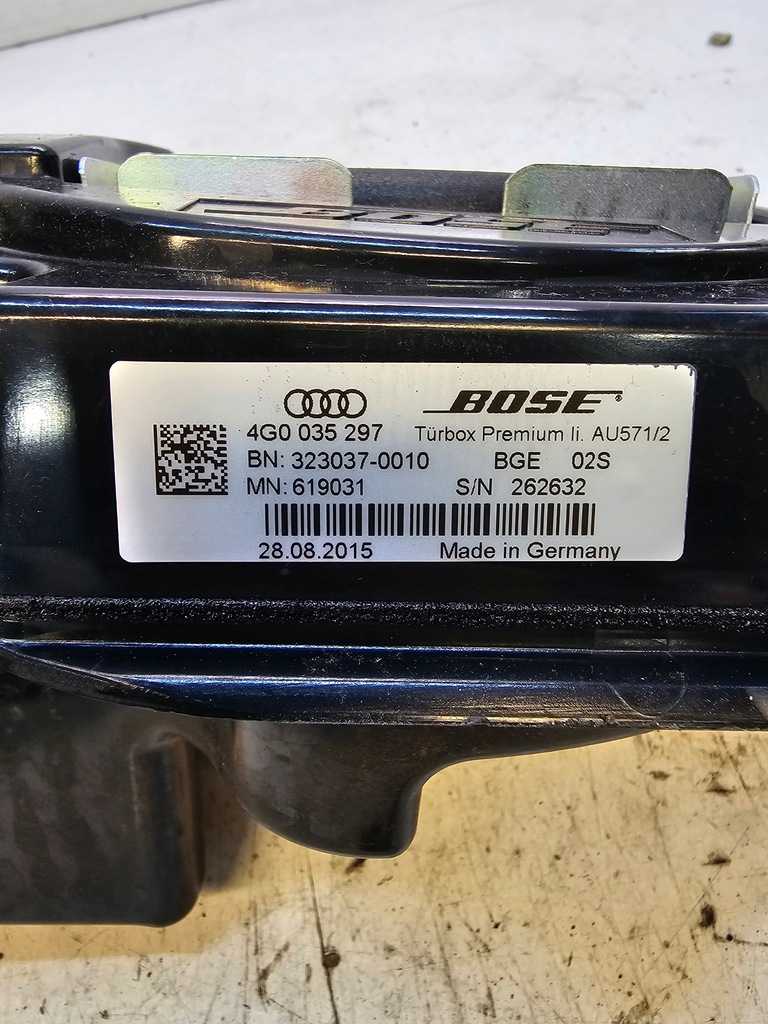 BOSE
BOSE®
4G0 035 297 Türbox Premium li. AU571/2
BN: 323037-0010 BGE 02S
MN: 619031 S/N 262632
28.08.2015 Made in Germany